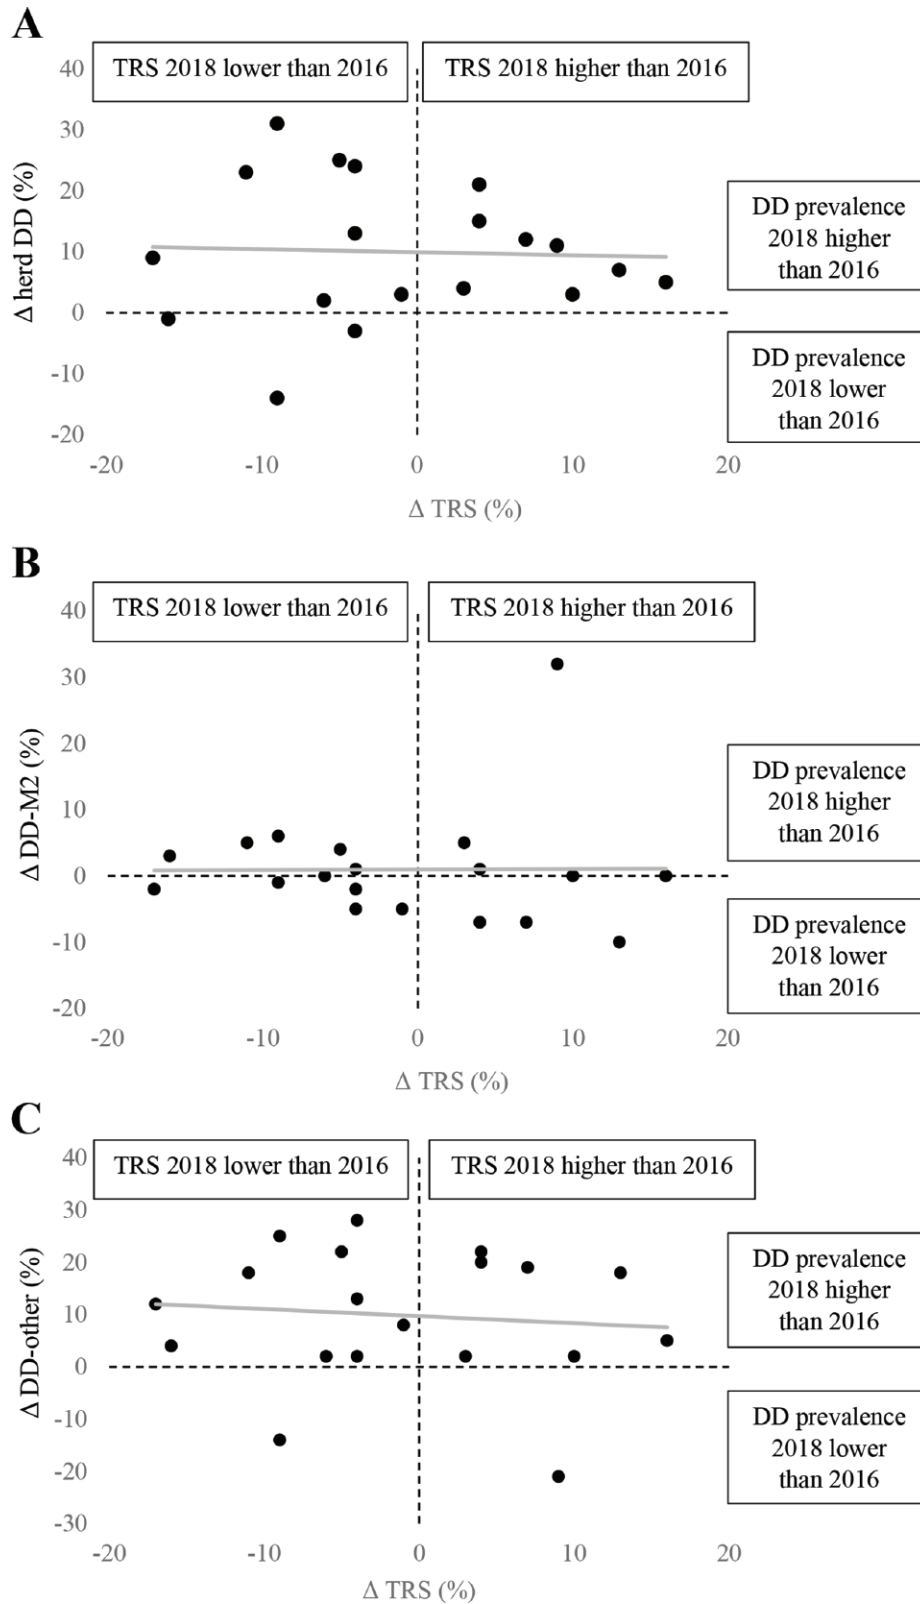 A
TRS 2018 lower than 2016
TRS 2018 higher than 2016
40
30
20
10
0
-10
-20
Δ herd DD (%)
DD prevalence
2018 higher
than 2016
DD prevalence
2018 lower
than 2016
-20
-10
0
10
20
Δ TRS (%)
B
TRS 2018 lower than 2016
TRS 2018 higher than 2016
40
30
20
10
0
-10
-20
Δ DD-M2 (%)
DD prevalence
2018 higher
than 2016
DD prevalence
2018 lower
than 2016
-20
-10
0
10
20
Δ TRS (%)
C
TRS 2018 lower than 2016
TRS 2018 higher than 2016
40
30
20
10
0
-10
-20
-30
Δ DD-other (%)
DD prevalence
2018 higher
than 2016
DD prevalence
2018 lower
than 2016
-20
-10
0
10
20
Δ TRS (%)